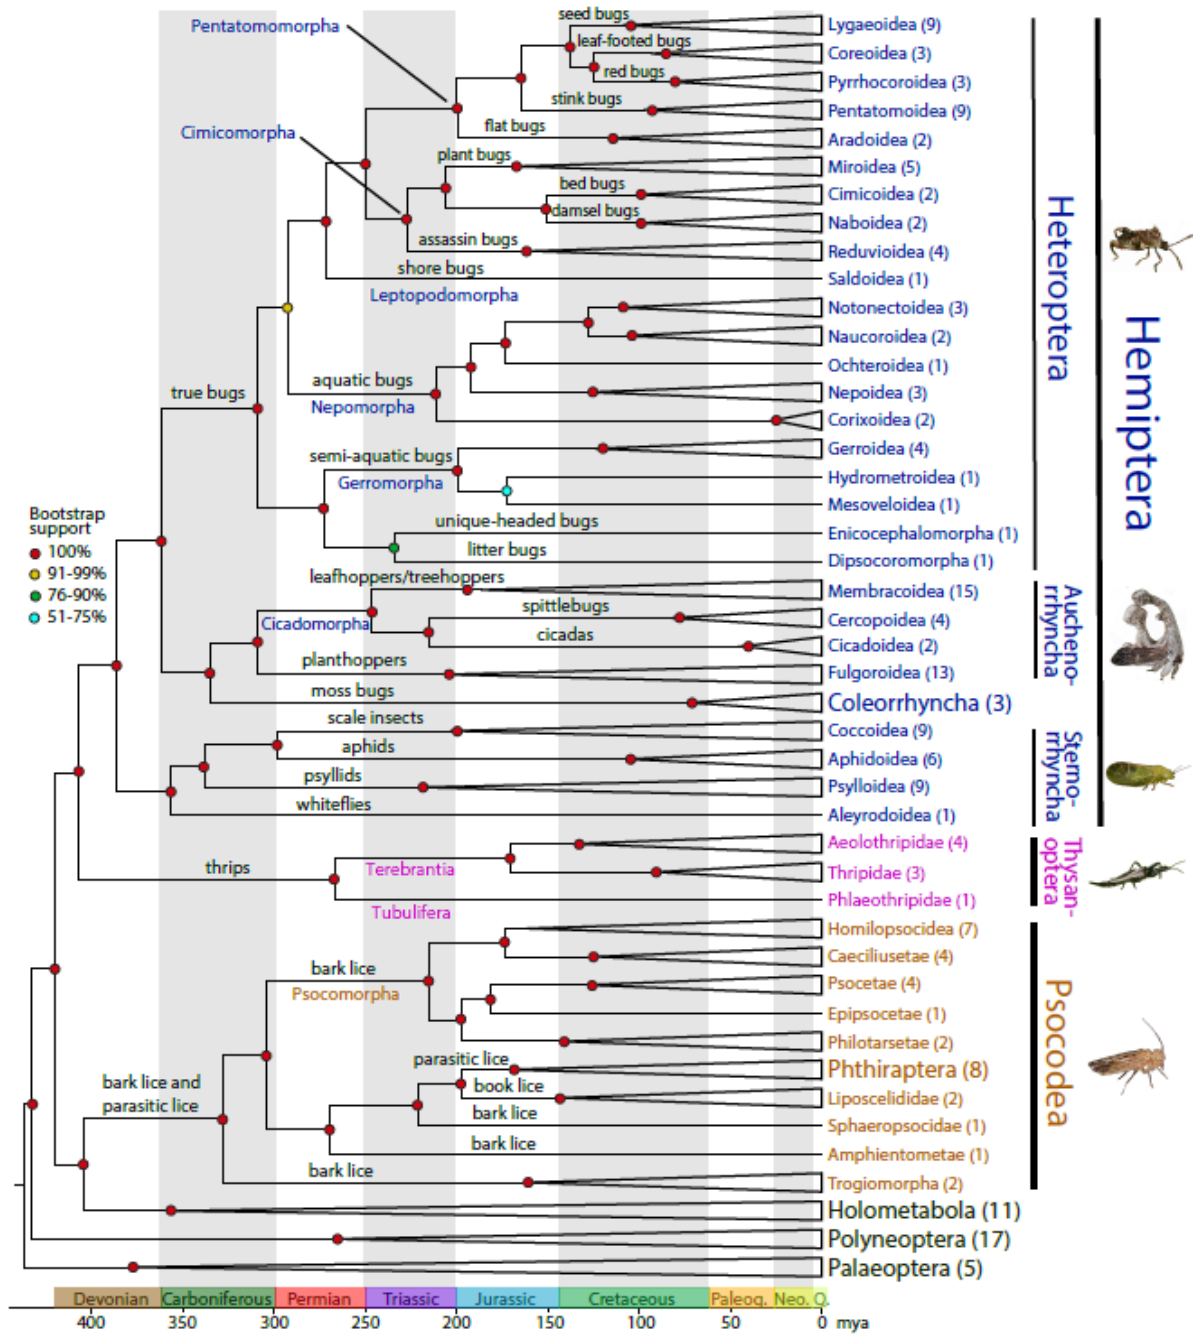 seed bugs
Lygaeoidea (9)
Pentatomomorpha
leaf-footed bugs
Coreoidea (3)
red bugs
Pyrrhocoroidea (3)
stink bugs
Pentatomoidea (9)
Cimicomorpha
flat bugs
Aradoidea (2)
plant bugs
Miroidea (5)
bed bugs
Cimicoidea (2)
damsel bugs
Naboidea (2)
assassin bugs
Reduvioidea (4)
shore bugs
Saldoidea (1)
Leptopodomorpha
Notonectoidea (3)
Naucoroidea (2)
Ochteroidea (1)
true bugs
aquatic bugs
Nepomorpha
Nepoidea (3)
Corixoidea (2)
Gerroidea (4)
semi-aquatic bugs
Gerromorpha
Hydrometroidea (1)
Mesoveloidea (1)
unique-headed bugs
Enicocephalomorpha (1)
litter bugs
Dipsocoromorpha (1)
Bootstrap
support
100%
91-99%
76-90%
51-75%
leafhoppers/treehoppers
Membracoidea (15)
spittlebugs
Cercopoidea (4)
Cicadomorpha
cicadas
Cicadoidea (2)
planthoppers
Fulgoroidea (13)
moss bugs
Coleorrhyncha (3)
scale insects
Coccoidea (9)
aphids
Aphidoidea (6)
psyllids
Psylloidea (9)
whiteflies
Aleyrodoidea (1)
Aeolothripidae (4)
thrips
Terebrantia
Thripidae (3)
Phlaeothripidae (1)
Tubulifera
Homilopsocidea (7)
Caeciliusetae (4)
bark lice
Psocomorpha
Psocetae (4)
Epipsocetae (1)
Philotarsetae (2)
parasitic lice
Phthiraptera (8)
bark lice and
parasitic lice
book lice
Liposcelididae (2)
bark lice
Sphaeropsocidae (1)
bark lice
Amphientometae (1)
bark lice
Trogiomorpha (2)
Holometabola (11)
Polyneoptera (17)
Palaeoptera (5)
Heteroptera
Hemiptera
Aucheno-
rrhyncha
Sterno-
rrhyncha
Thysan-
optera
Psocodea
Devonian Carboniferous Permian Triassic Jurassic Cretaceous Paleog. Neo. Q.
400 350 300 250 200 150 100 50 0 mya